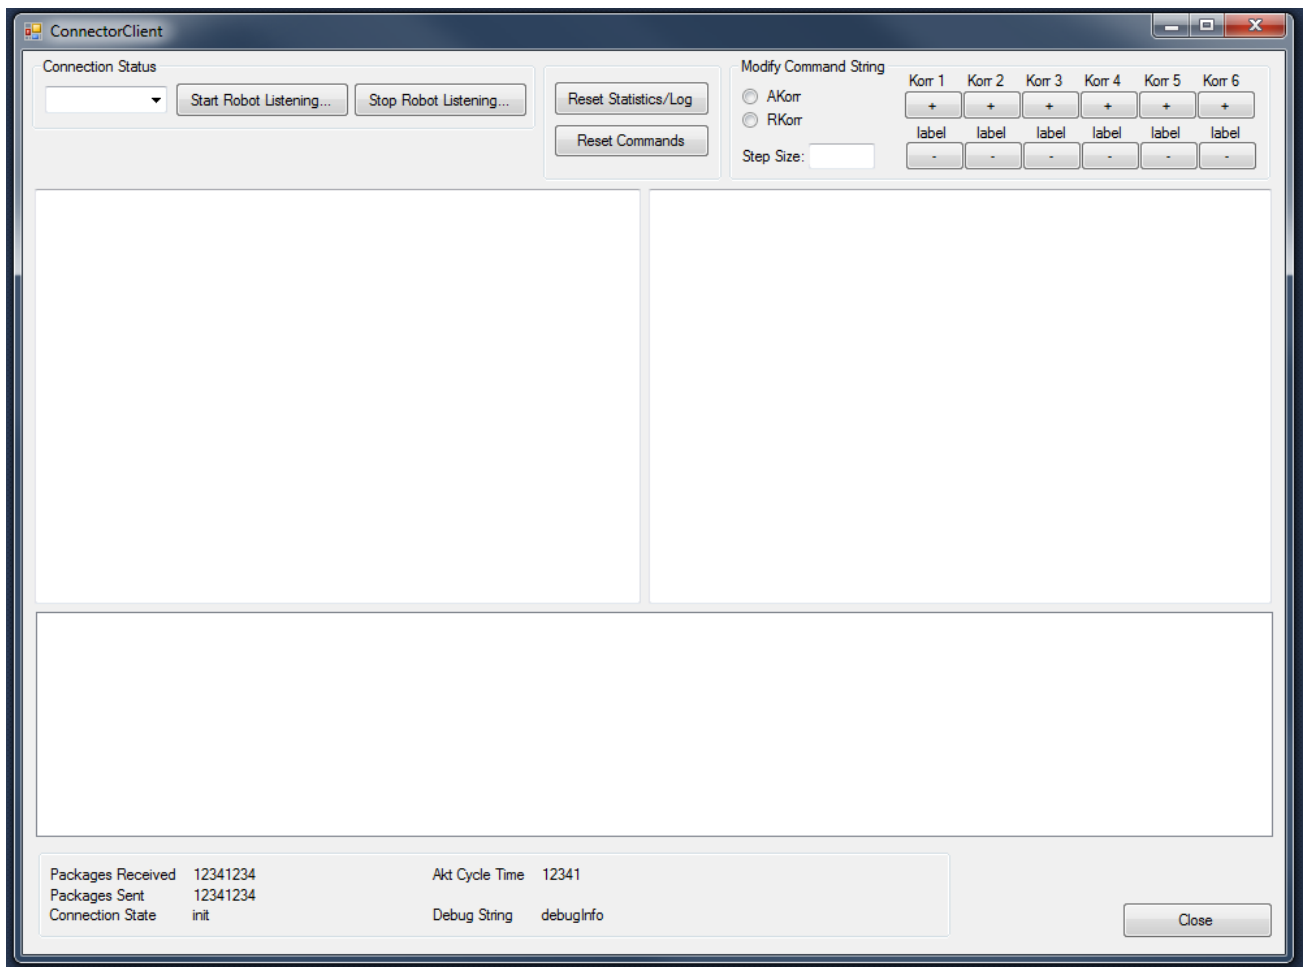 ConnectorClient
Connection Status
Start Robot Listening...
Stop Robot Listening...
Reset Statistics/Log
Reset Commands
Modify Command String
AKorr
RKorr
Step Size:
Korr 1 Korr 2 Korr 3 Korr 4 Korr 5 Korr 6
+ + + + + +
label label label label label label
- - - - - -
Packages Received 12341234
Packages Sent 12341234
Connection State init
Akt Cycle Time 12341
Debug String debugInfo
Close